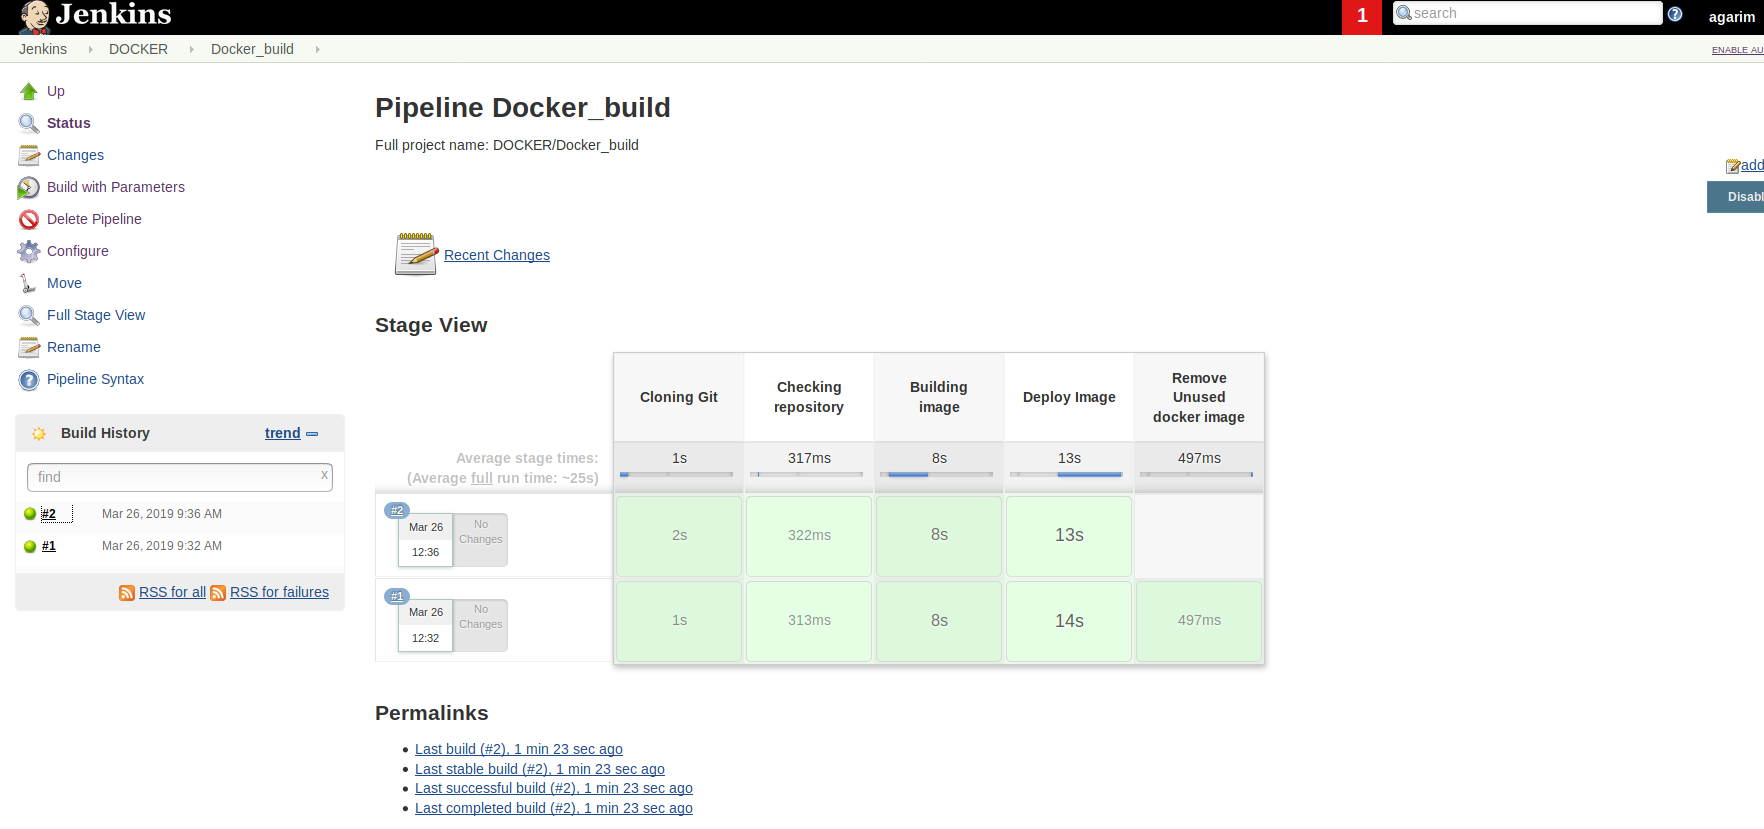 Jenkins
1
search
agarim
Jenkins
DOCKER
Docker_build
ENABLE AU
Up
Status
Changes
Build with Parameters
Delete Pipeline
Configure
Move
Full Stage View
Rename
Pipeline Syntax
Build History
trend
find
x
#2 Mar 26, 2019 9:36 AM
#1 Mar 26, 2019 9:32 AM
RSS for all RSS for failures
Pipeline Docker_build
Full project name: DOCKER/Docker_build
add
Disabl
Recent Changes
Stage View
Cloning Git
Checking
repository
Building
image
Deploy Image
Remove
Unused
docker image
Average stage times:
(Average full run time: ~25s)
1s 317ms 8s 13s 497ms
#2
Mar 26
12:36
No
Changes
2s 322ms 8s 13s
#1
Mar 26
12:32
No
Changes
1s 313ms 8s 14s 497ms
Permalinks
Last build (#2), 1 min 23 sec ago
Last stable build (#2), 1 min 23 sec ago
Last successful build (#2), 1 min 23 sec ago
Last completed build (#2), 1 min 23 sec ago